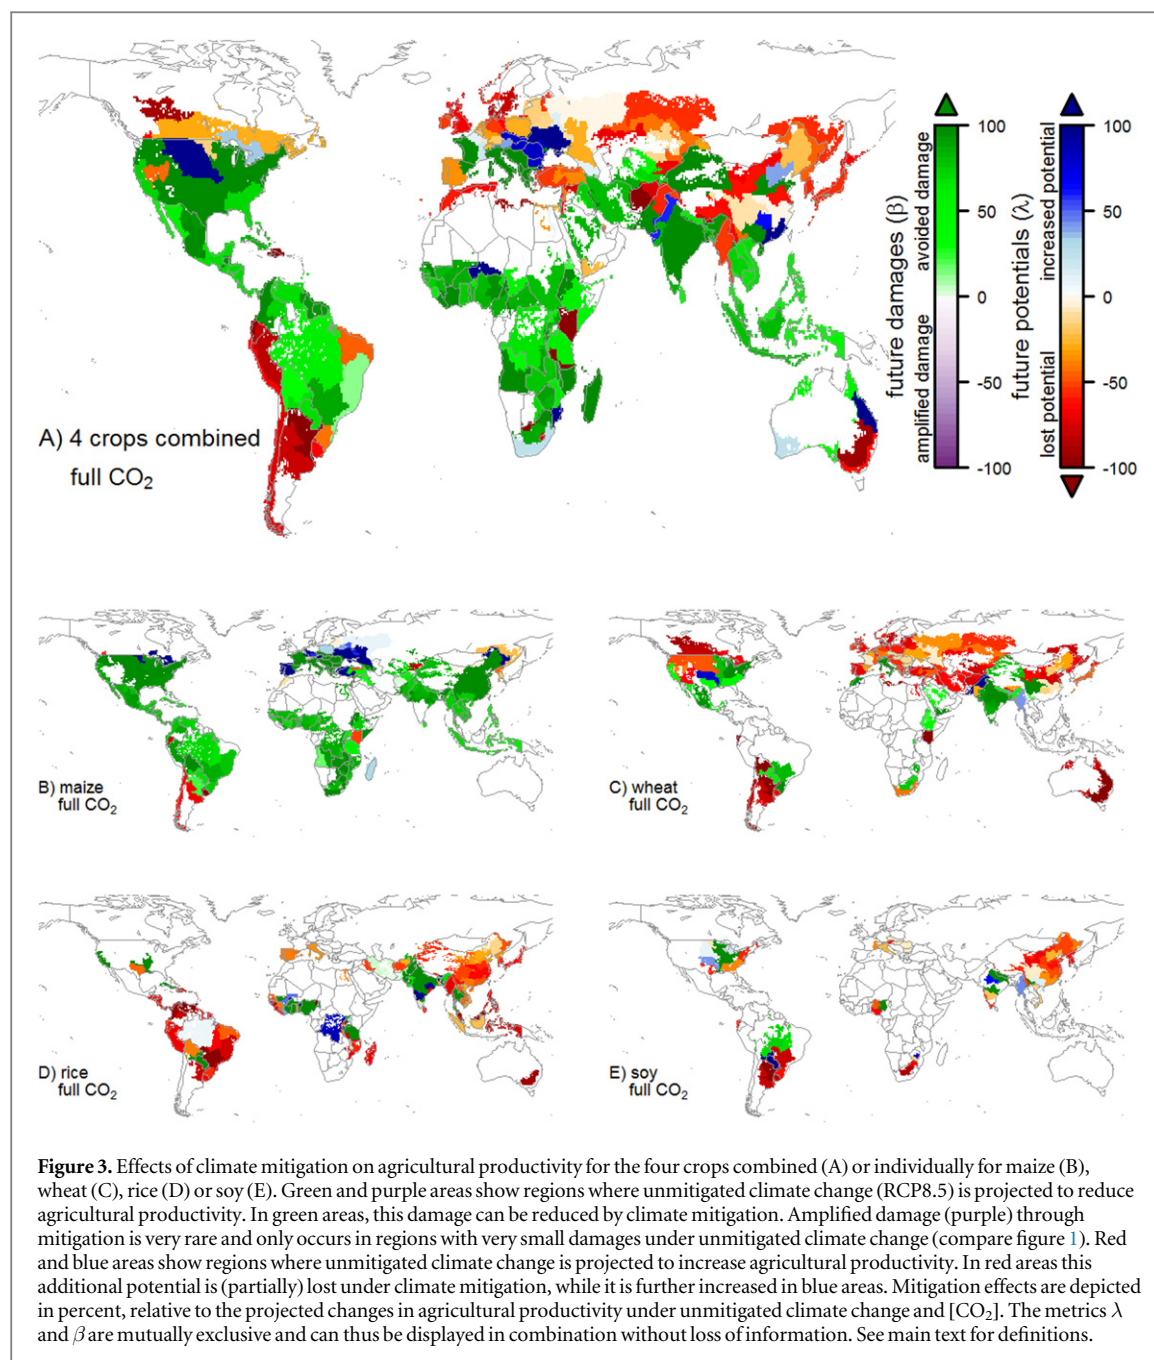 A) 4 crops combined
full CO2
future damages (β)
amplified damage
avoided damage
100
50
0
-50
-100
future potentials (λ)
lost potential
increased potential
100
50
0
-50
-100
B) maize
full CO2
C) wheat
full CO2
D) rice
full CO2
E) soy
full CO2
Figure 3. Effects of climate mitigation on agricultural productivity for the four crops combined (A) or individually for maize (B),
wheat (C), rice (D) or soy (E). Green and purple areas show regions where unmitigated climate change (RCP8.5) is projected to reduce
agricultural productivity. In green areas, this damage can be reduced by climate mitigation. Amplified damage (purple) through
mitigation is very rare and only occurs in regions with very small damages under unmitigated climate change (compare figure 1). Red
and blue areas show regions where unmitigated climate change is projected to increase agricultural productivity. In red areas this
additional potential is (partially) lost under climate mitigation, while it is further increased in blue areas. Mitigation effects are depicted
in percent, relative to the projected changes in agricultural productivity under unmitigated climate change and [CO2]. The metrics λ
and β are mutually exclusive and can thus be displayed in combination without loss of information. See main text for definitions.